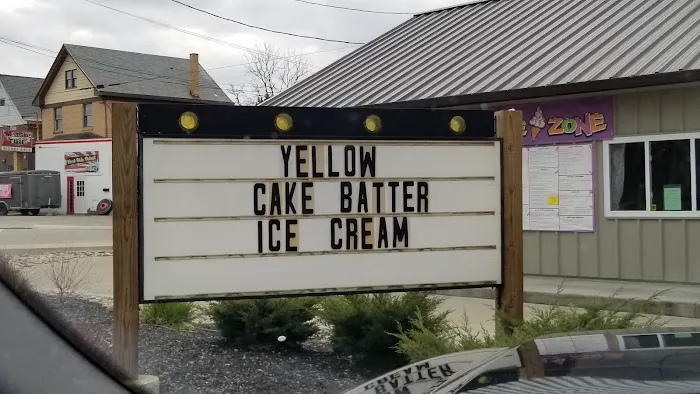 YELLOW
CAKE BATTER
ICE CREAM
ZONE